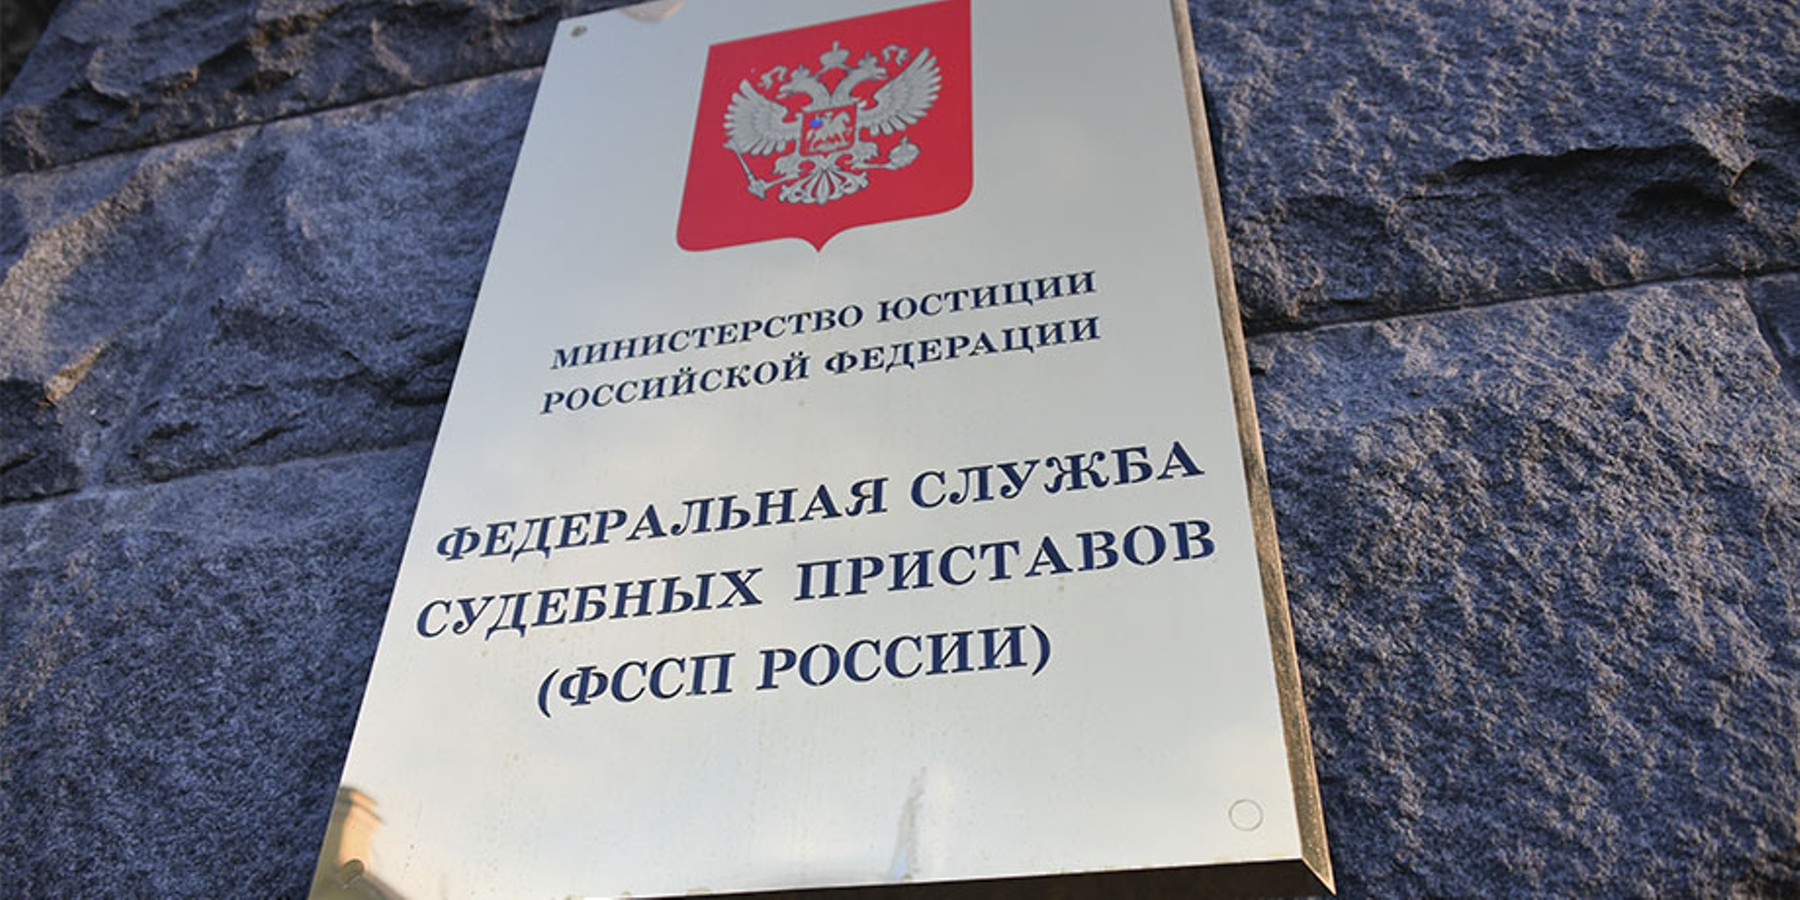 МИНИСТЕРСТВО ЮСТИЦИИ
РОССИЙСКОЙ ФЕДЕРАЦИИ
ФЕДЕРАЛЬНАЯ СЛУЖБА
СУДЕБНЫХ ПРИСТАВОВ
(ФССП РОССИИ)